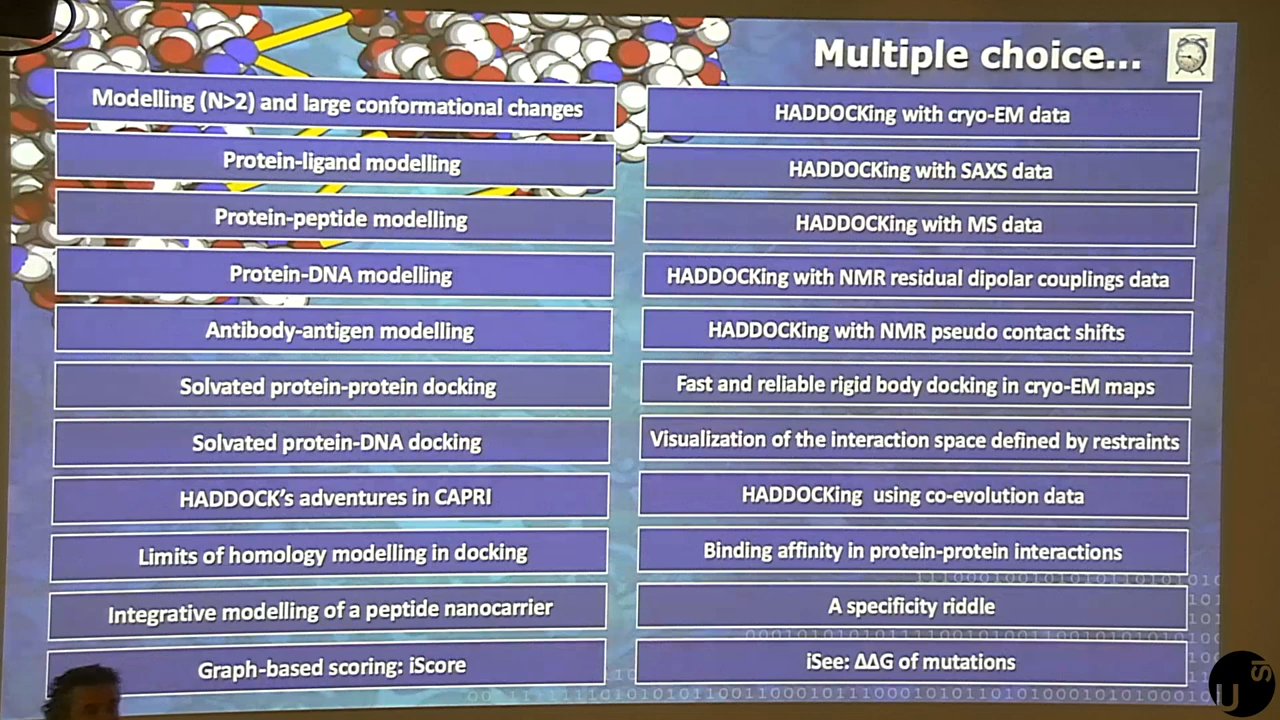 Multiple choice...
Modelling (N>2) and large conformational changes
Protein-ligand modelling
Protein-peptide modelling
Protein-DNA modelling
Antibody-antigen modelling
Solvated protein-protein docking
Solvated protein-DNA docking
HADDOCK's adventures in CAPRI
Limits of homology modelling in docking
Integrative modelling of a peptide nanocarrier
Graph-based scoring: iScore
HADDOCKing with cryo-EM data
HADDOCKing with SAXS data
HADDOCKing with MS data
HADDOCKing with NMR residual dipolar couplings data
HADDOCKing with NMR pseudo contact shifts
Fast and reliable rigid body docking in cryo-EM maps
Visualization of the interaction space defined by restraints
HADDOCKing using co-evolution data
Binding affinity in protein-protein interactions
A specificity riddle
iSee: ΔΔG of mutations
U
SI